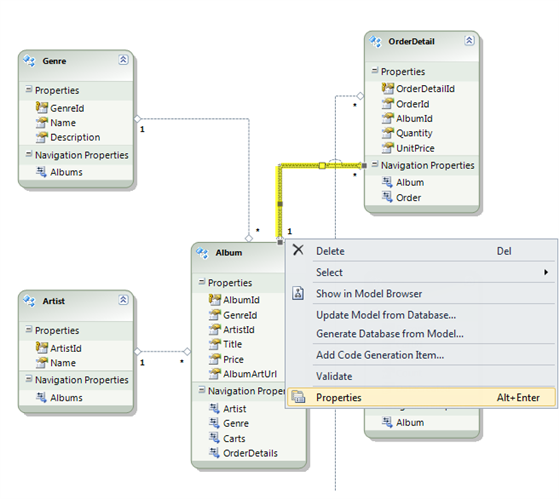 Genre
Properties
GenreId
Name
Description
Navigation Properties
Albums
1
*
OrderDetail
Properties
OrderDetailId
OrderId
AlbumId
Quantity
UnitPrice
Navigation Properties
Album
Order
*
*
1
Artist
Properties
ArtistId
Name
Navigation Properties
Albums
1
*
Album
Properties
AlbumId
GenreId
ArtistId
Title
Price
AlbumArtUrl
Navigation Properties
Artist
Genre
Carts
OrderDetails
Delete Del
Select
Show in Model Browser
Update Model from Database...
Generate Database from Model...
Add Code Generation Item...
Validate
Properties Alt+Enter
Album